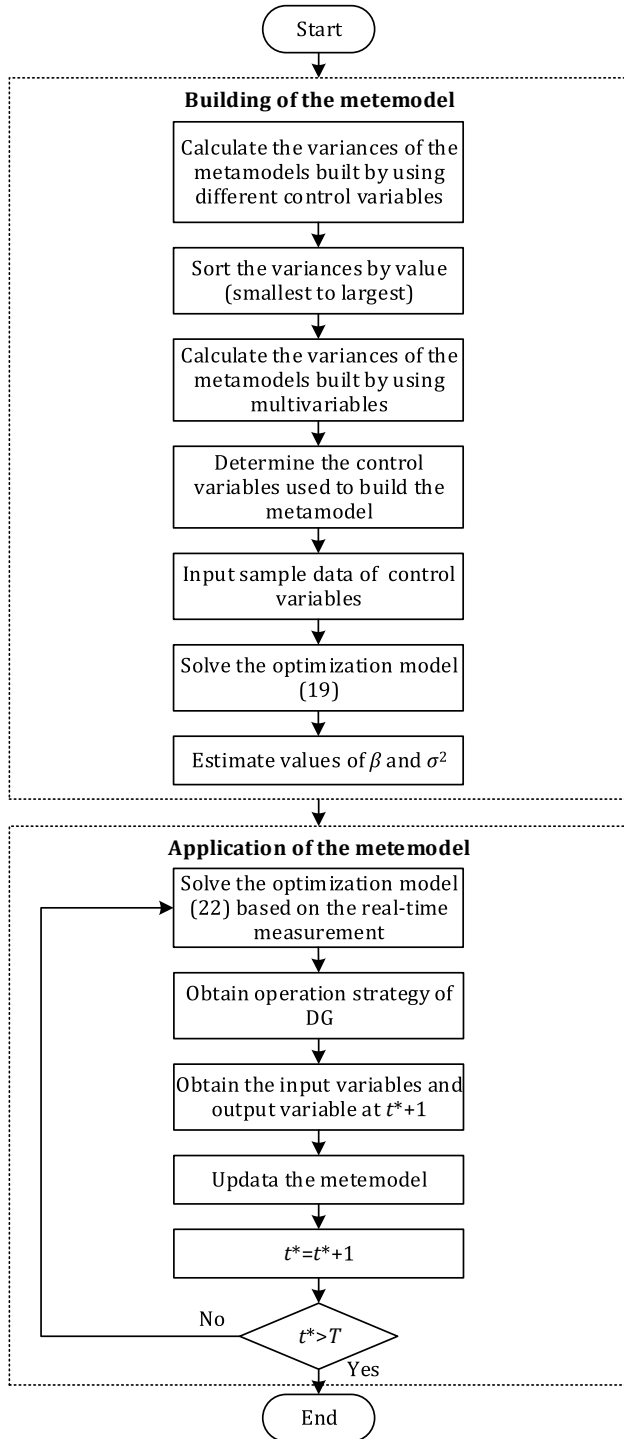 Start
Building of the metemodel
Calculate the variances of the
metamodels built by using
different control variables
Sort the variances by value
(smallest to largest)
Calculate the variances of the
metamodels built by using
multivariables
Determine the control
variables used to build the
metamodel
Input sample data of control
variables
Solve the optimization model
(19)
Estimate values of β and σ²
Application of the metemodel
Solve the optimization model
(22) based on the real-time
measurement
Obtain operation strategy of
DG
Obtain the input variables and
output variable at t*+1
Updata the metemodel
t*=t*+1
No
t*>T
Yes
End